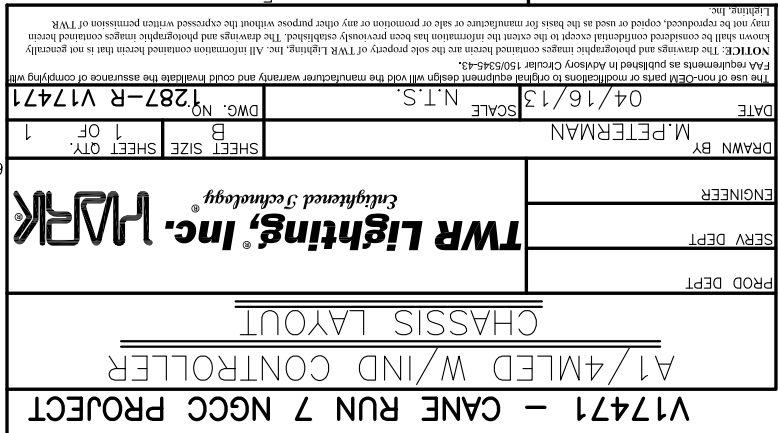 V17471 - CANE RUN 7 NGCC PROJECT
A1/4MLED W/IND CONTROLLER
CHASSIS LAYOUT
PROD DEPT
SERV DEPT
ENGINEER
TWR Lighting,® Inc.® HARK®
Enlightened Technology®
DRAWN BY M.PETERMAN
SHEET SIZE B
SHEET QTY. 1 OF 1
DATE 04/16/13
SCALE N.T.S.
DWG. NO. 1287-R V17471
The use of non-OEM parts or modifications to original equipment design will void the manufacturer warranty and could invalidate the assurance of complying with
FAA requirements as published in Advisory Circular 150/5345-43.
NOTICE: The drawings and photographic images contained herein are the sole property of TWR Lighting, Inc. All information contained herein that is not generally
known shall be considered confidential except to the extent the information has been previously established. The drawings and photographic images contained herein
may not be reproduced, copied or used as the basis for manufacture or sale or promotion or any other purpose without the expressed written permission of TWR
Lighting, Inc.